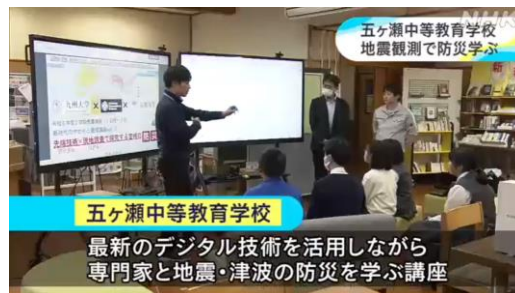 NHK
五ヶ瀬中等教育学校
地震観測で防災学ぶ
九州大学 ×
五ヶ瀬中等教育学校
最新のデジタル技術を活用しながら
専門家と地震・津波の防災を学ぶ講座